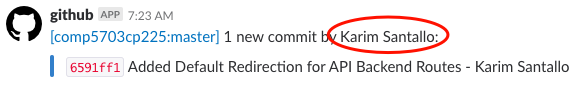 github APP 7:23 AM
[comp5703cp225:master] 1 new commit by Karim Santallo:
6591ff1 Added Default Redirection for API Backend Routes - Karim Santallo